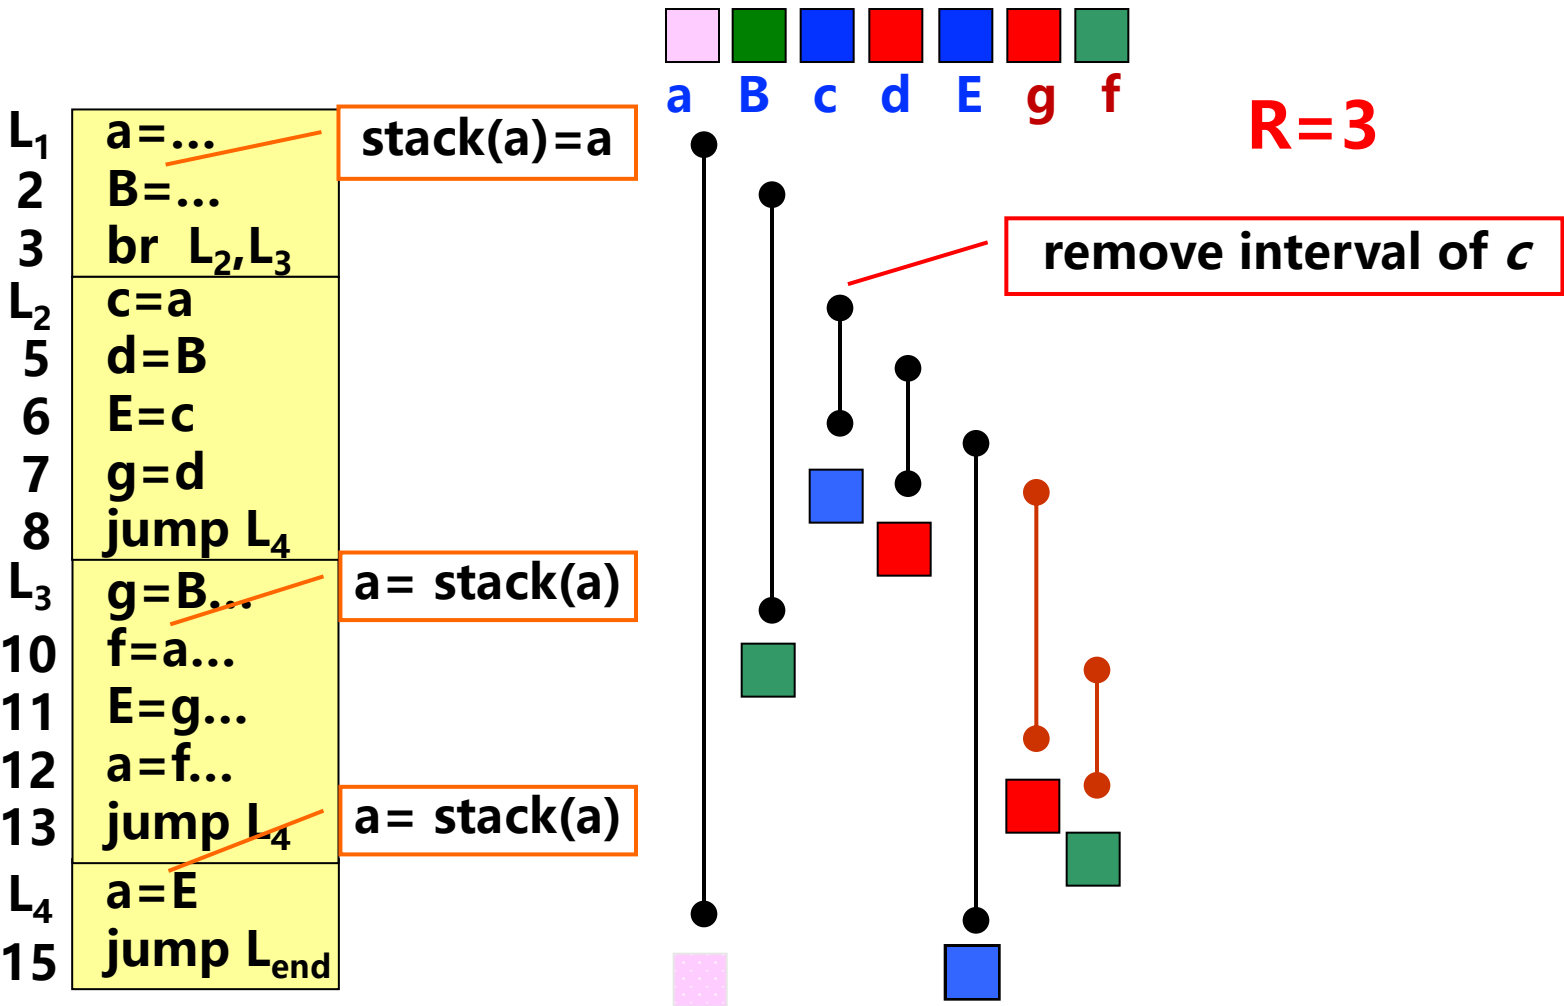 a B c d E g f
R=3
L₁ a=...
stack(a)=a
2 B=...
3 br L₂,L₃
remove interval of c
L₂ c=a
5 d=B
6 E=c
7 g=d
8 jump L₄
L₃ g=B...
a= stack(a)
10 f=a...
11 E=g...
12 a=f...
13 jump L₄
a= stack(a)
L₄ a=E
15 jump Lend